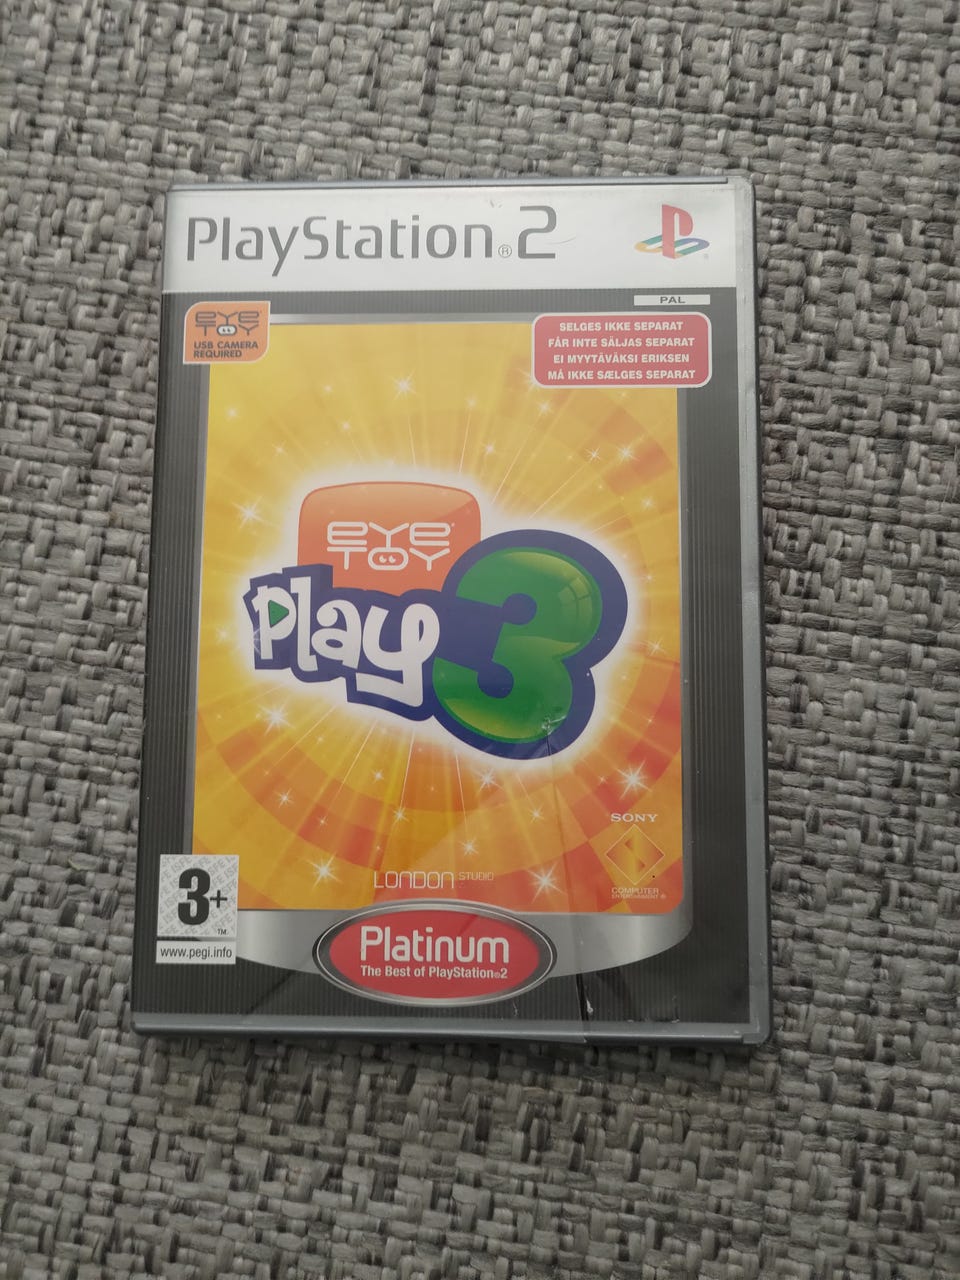 PlayStation®2
PAL
EYE TOY
USB CAMERA
REQUIRED
SELGES IKKE SEPARAT
FÅR INTE SÄLJAS SEPARAT
EI MYYTÄVÄKSI ERIKSEN
MÅ IKKE SÆLGES SEPARAT
EYE
TOY
Play 3
SONY
COMPUTER
ENTERTAINMENT®
LONDON STUDIO
3+
TM
www.pegi.info
Platinum
The Best of PlayStation®2